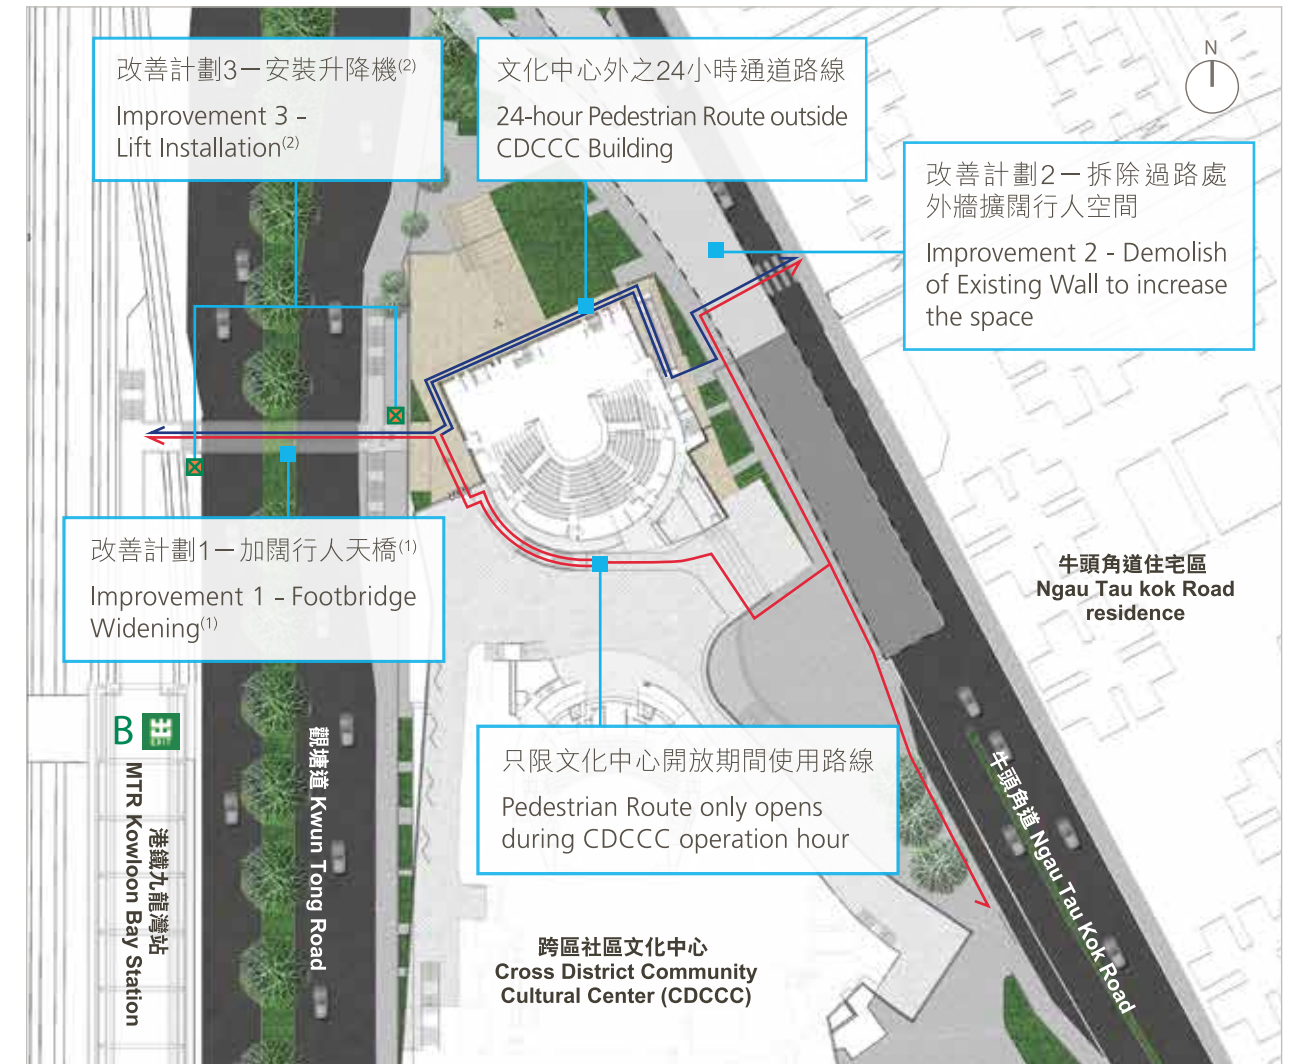 改善計劃3－安裝升降機(2)
Improvement 3 -
Lift Installation(2)
文化中心外之24小時通道路線
24-hour Pedestrian Route outside
CDCCC Building
N
改善計劃2－拆除過路處
外牆擴闊行人空間
Improvement 2 - Demolish
of Existing Wall to increase
the space
改善計劃1－加闊行人天橋(1)
Improvement 1 - Footbridge
Widening(1)
牛頭角道住宅區
Ngau Tau kok Road
residence
B
港鐵九龍灣站
MTR Kowloon Bay Station
觀塘道 Kwun Tong Road
只限文化中心開放期間使用路線
Pedestrian Route only opens
during CDCCC operation hour
牛頭角道 Ngau Tau Kok Road
跨區社區文化中心
Cross District Community
Cultural Center (CDCCC)